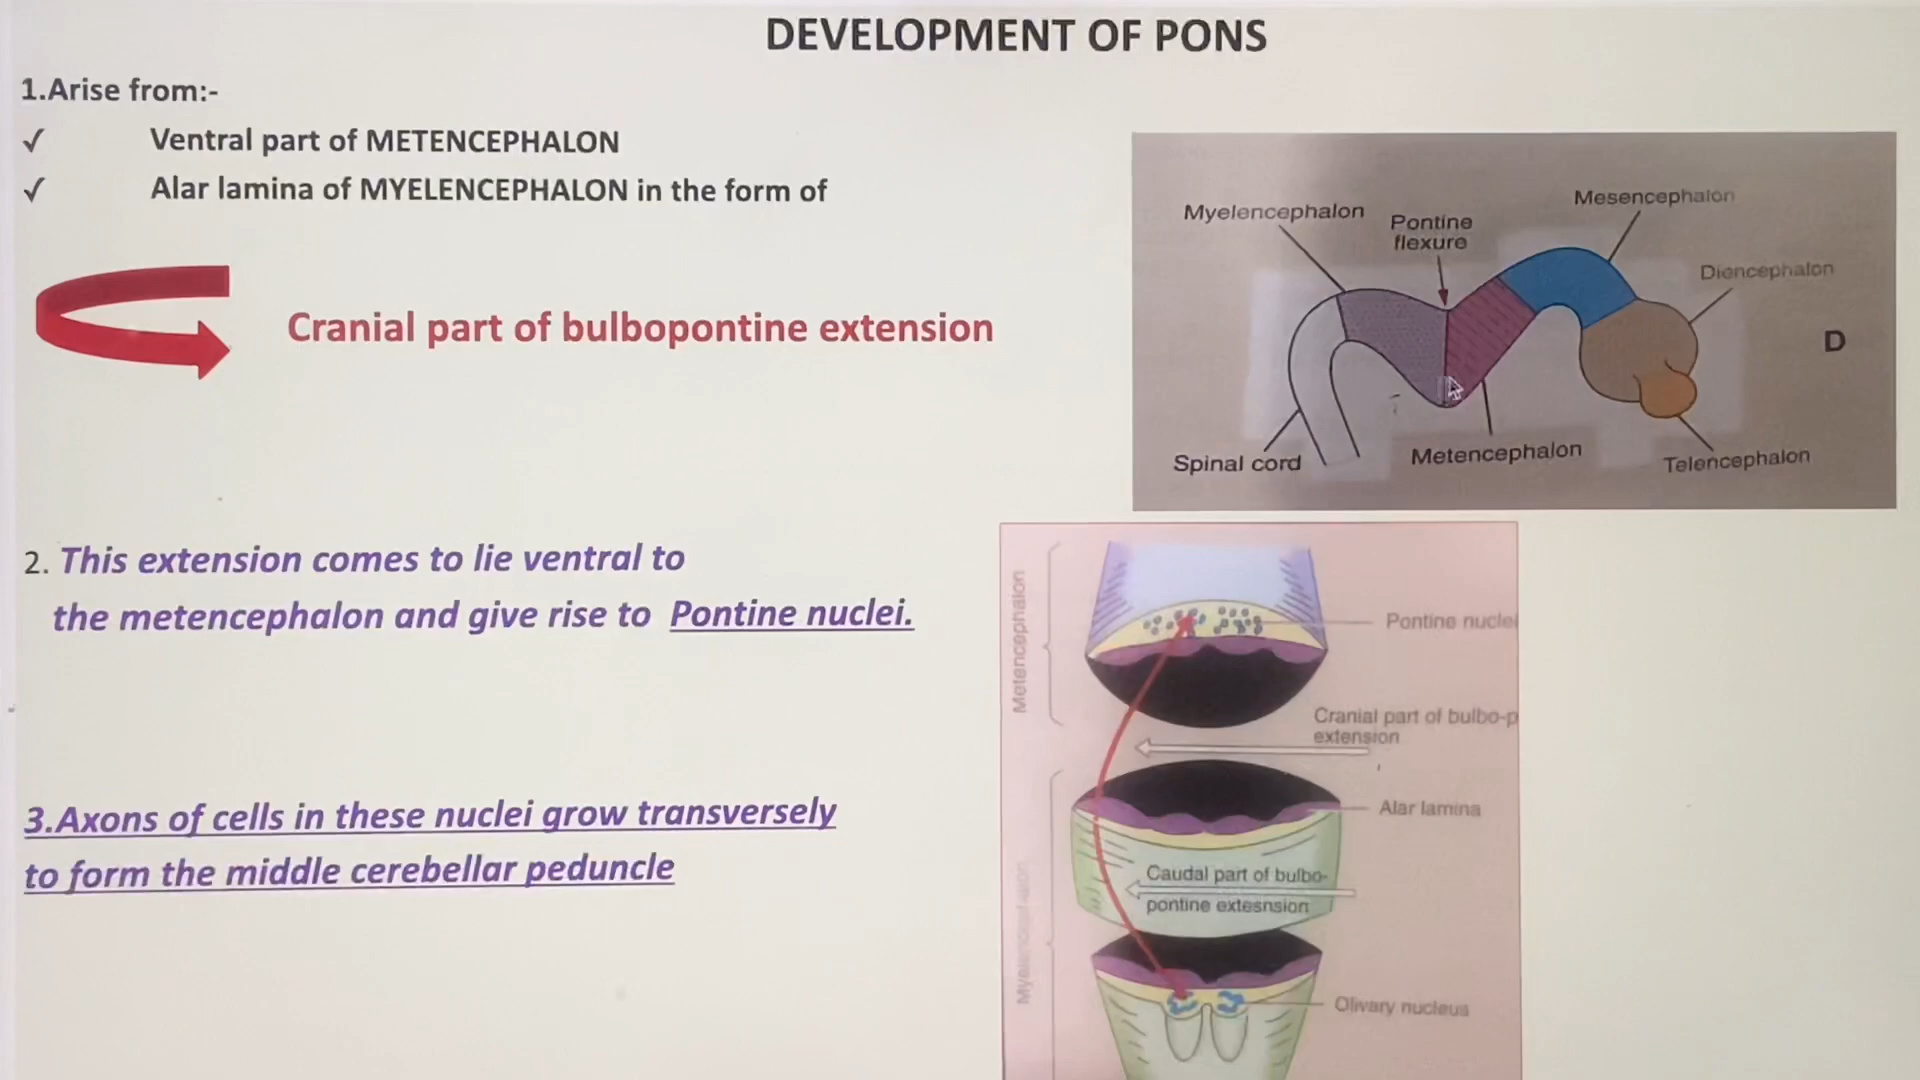 DEVELOPMENT OF PONS
1.Arise from:-
✓ Ventral part of METENCEPHALON
✓ Alar lamina of MYELENCEPHALON in the form of
Cranial part of bulbopontine extension
2. This extension comes to lie ventral to
the metencephalon and give rise to Pontine nuclei.
3.Axons of cells in these nuclei grow transversely
to form the middle cerebellar peduncle
Myelencephalon
Pontine
flexure
Mesencephalon
Diencephalon
D
Spinal cord
Metencephalon
Telencephalon
Metencephalon
Pontine nuclei
Cranial part of bulbo-p
extension
Alar lamina
Caudal part of bulbo-
pontine extesnsion
Myelencephalon
Olivary nucleus